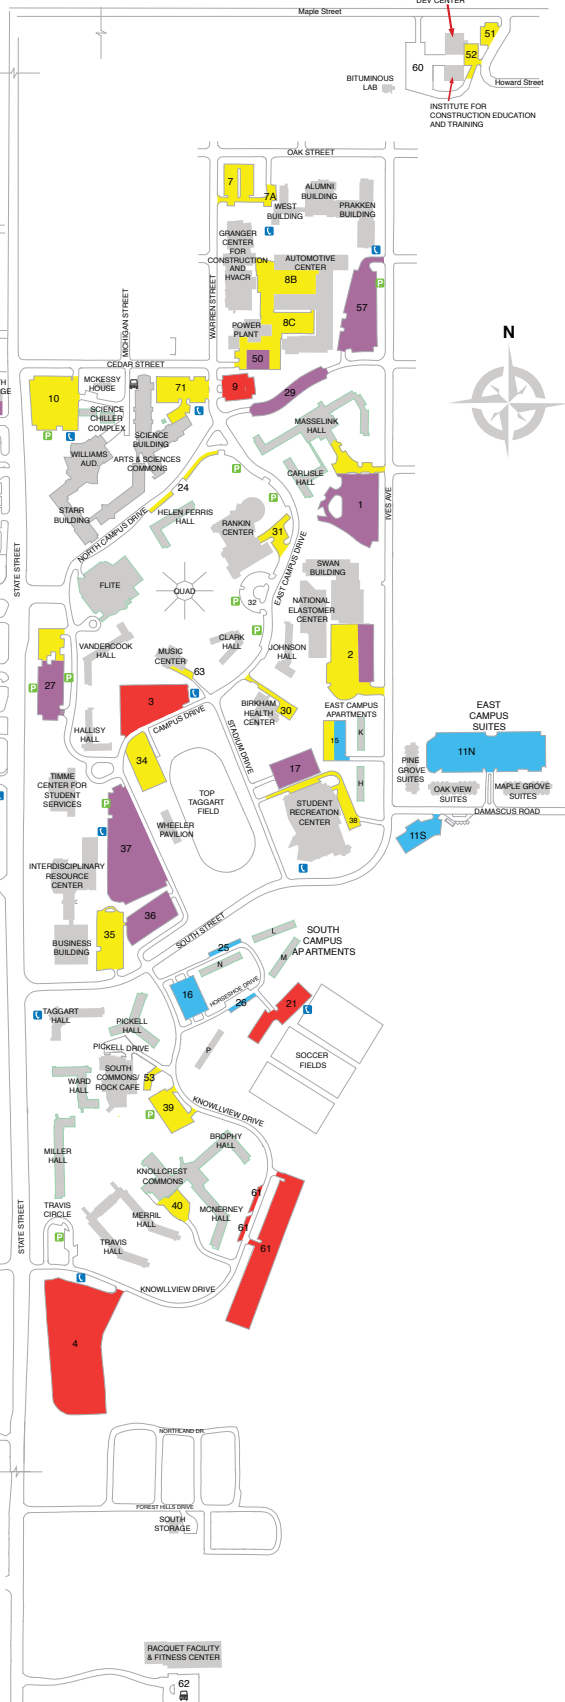 DEV CENTER
Maple Street
51
52
60
BITUMINOUS
LAB
Howard Street
INSTITUTE FOR
CONSTRUCTION EDUCATION
AND TRAINING
OAK STREET
7
7A
WEST
BUILDING
ALUMNI
BUILDING
PRAKKEN
BUILDING
GRANGER
CENTER
FOR
CONSTRUCTION
AND
HVACR
AUTOMOTIVE
CENTER
8B
8C
P
57
POWER
PLANT
50
WARREN STREET
MICHIGAN STREET
N
CEDAR STREET
MCKESSY
HOUSE
71
9
29
10
SCIENCE
CHILLER
COMPLEX
SCIENCE
BUILDING
P
MASSELINK
HALL
WILLIAMS
AUD.
ARTS & SCIENCES
COMMONS
P
CARLISLE
HALL
24
STARR
BUILDING
HELEN FERRIS
HALL
P
RANKIN
CENTER
31
1
IVES AVE
NORTH CAMPUS DRIVE
EAST CAMPUS DRIVE
STATE STREET
SWAN
BUILDING
FLITE
QUAD
P
32
NATIONAL
ELASTOMER
CENTER
P
CLARK
HALL
JOHNSON
HALL
2
VANDERCOOK
HALL
MUSIC
CENTER
63
27
P
P
3
BIRKHAM
HEALTH
CENTER
30
EAST CAMPUS
APARTMENTS
K
15
EAST
CAMPUS
SUITES
11N
HALLISY
HALL
CAMPUS DRIVE
STADIUM DRIVE
34
17
H
PINE
GROVE
SUITES
OAK VIEW
SUITES
MAPLE GROVE
SUITES
TIMME
CENTER FOR
STUDENT
SERVICES
P
TOP
TAGGART
FIELD
STUDENT
RECREATION
CENTER
38
DAMASCUS ROAD
11S
WHEELER
PAVILION
37
INTERDISCIPLINARY
RESOURCE
CENTER
36
35
BUSINESS
BUILDING
SOUTH STREET
25
L
M
N
SOUTH
CAMPUS
APARTMENTS
16
HORSESHOE DRIVE
26
21
TAGGART
HALL
PICKELL
HALL
PICKELL DRIVE
P
SOCCER
FIELDS
SOUTH
COMMONS/
ROCK CAFE
53
WARD
HALL
39
P
KNOWLLVIEW DRIVE
BROPHY
HALL
MILLER
HALL
KNOLLCREST
COMMONS
40
61
61
61
MERRIL
HALL
MCNERNEY
HALL
TRAVIS
CIRCLE
P
TRAVIS
HALL
STATE STREET
KNOWLLVIEW DRIVE
4
NORTHLAND DR.
FOREST HILLS DRIVE
SOUTH
STORAGE
RACQUET FACILITY
& FITNESS CENTER
62